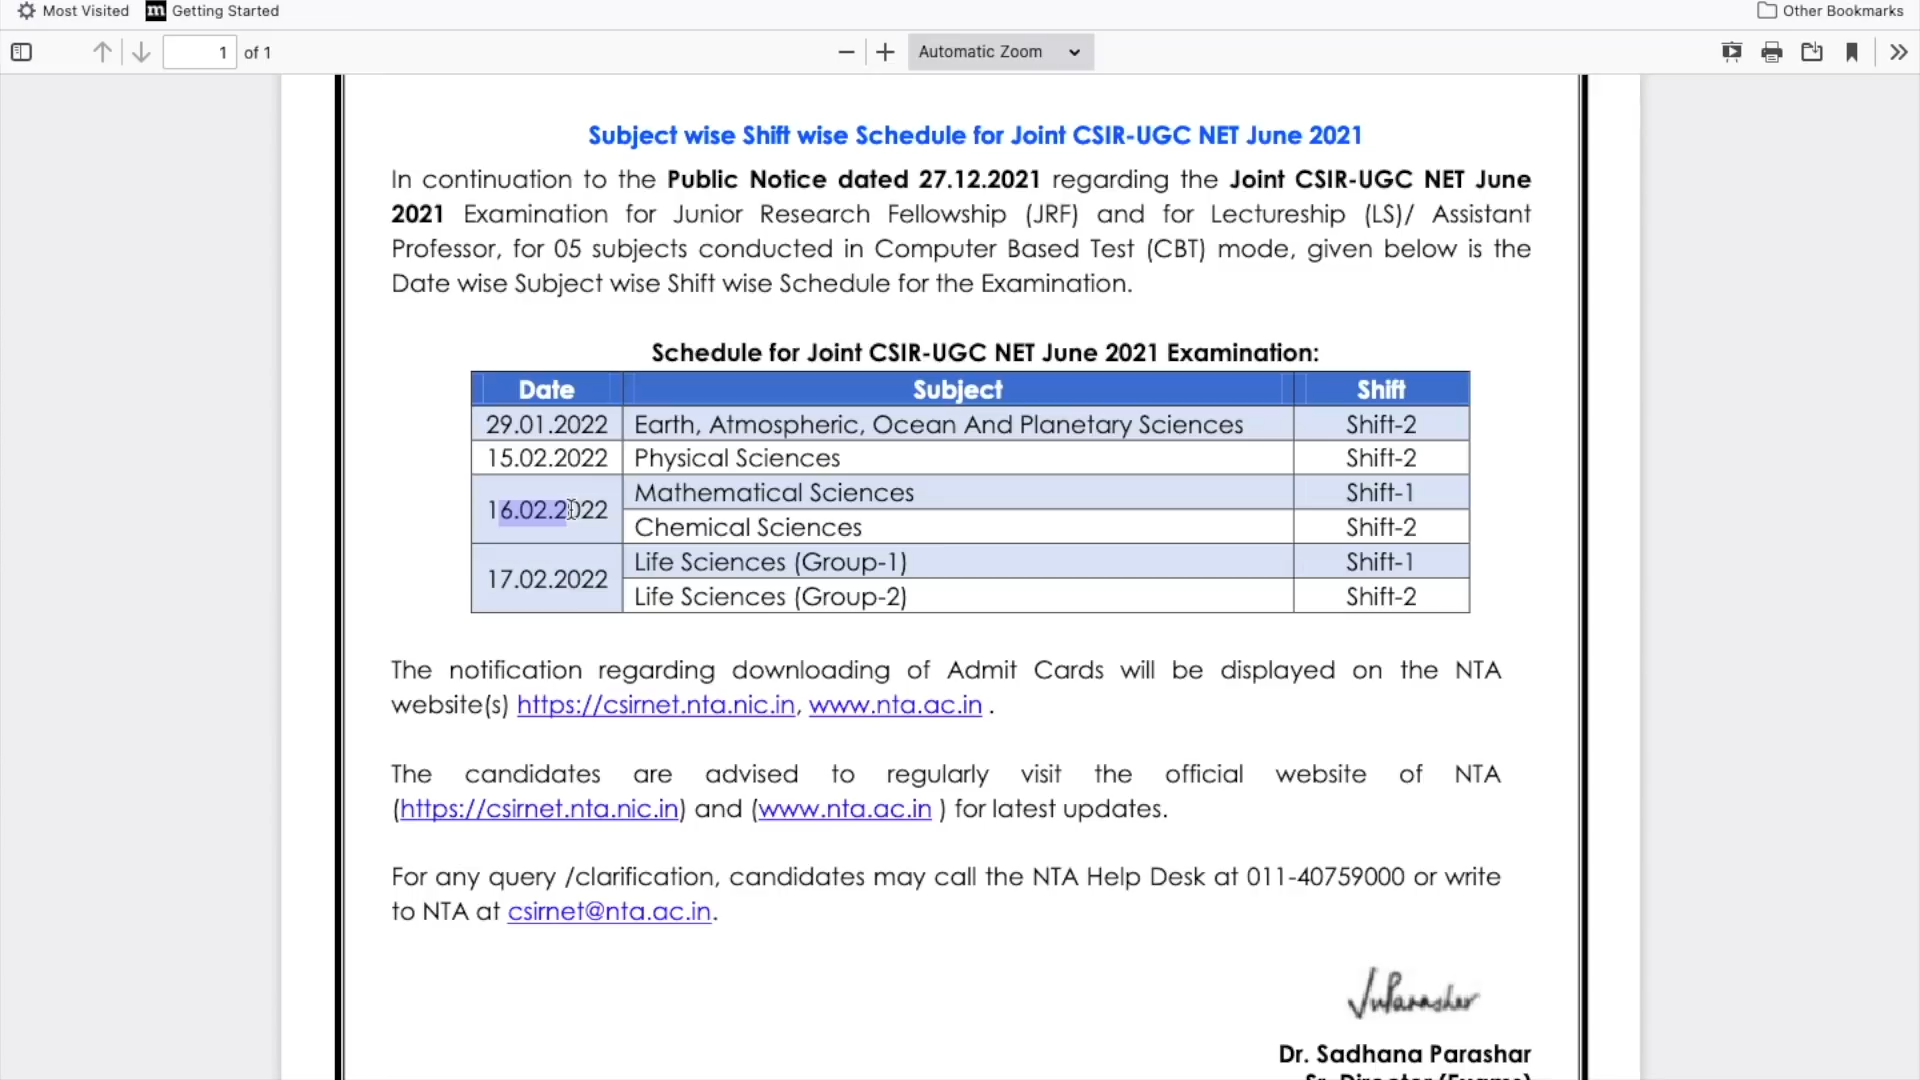 Most Visited
Getting Started
Other Bookmarks
1 of 1
Automatic Zoom
Subject wise Shift wise Schedule for Joint CSIR-UGC NET June 2021
In continuation to the Public Notice dated 27.12.2021 regarding the Joint CSIR-UGC NET June
2021 Examination for Junior Research Fellowship (JRF) and for Lectureship (LS)/ Assistant
Professor, for 05 subjects conducted in Computer Based Test (CBT) mode, given below is the
Date wise Subject wise Shift wise Schedule for the Examination.
Schedule for Joint CSIR-UGC NET June 2021 Examination:
Date Subject Shift
29.01.2022 Earth, Atmospheric, Ocean And Planetary Sciences Shift-2
15.02.2022 Physical Sciences Shift-2
16.02.2022 Mathematical Sciences Shift-1
Chemical Sciences Shift-2
17.02.2022 Life Sciences (Group-1) Shift-1
Life Sciences (Group-2) Shift-2
The notification regarding downloading of Admit Cards will be displayed on the NTA
website(s) https://csirnet.nta.nic.in, www.nta.ac.in .
The candidates are advised to regularly visit the official website of NTA
(https://csirnet.nta.nic.in) and (www.nta.ac.in ) for latest updates.
For any query /clarification, candidates may call the NTA Help Desk at 011-40759000 or write
to NTA at csirnet@nta.ac.in.
Dr. Sadhana Parashar
Sr. Director (Exams)